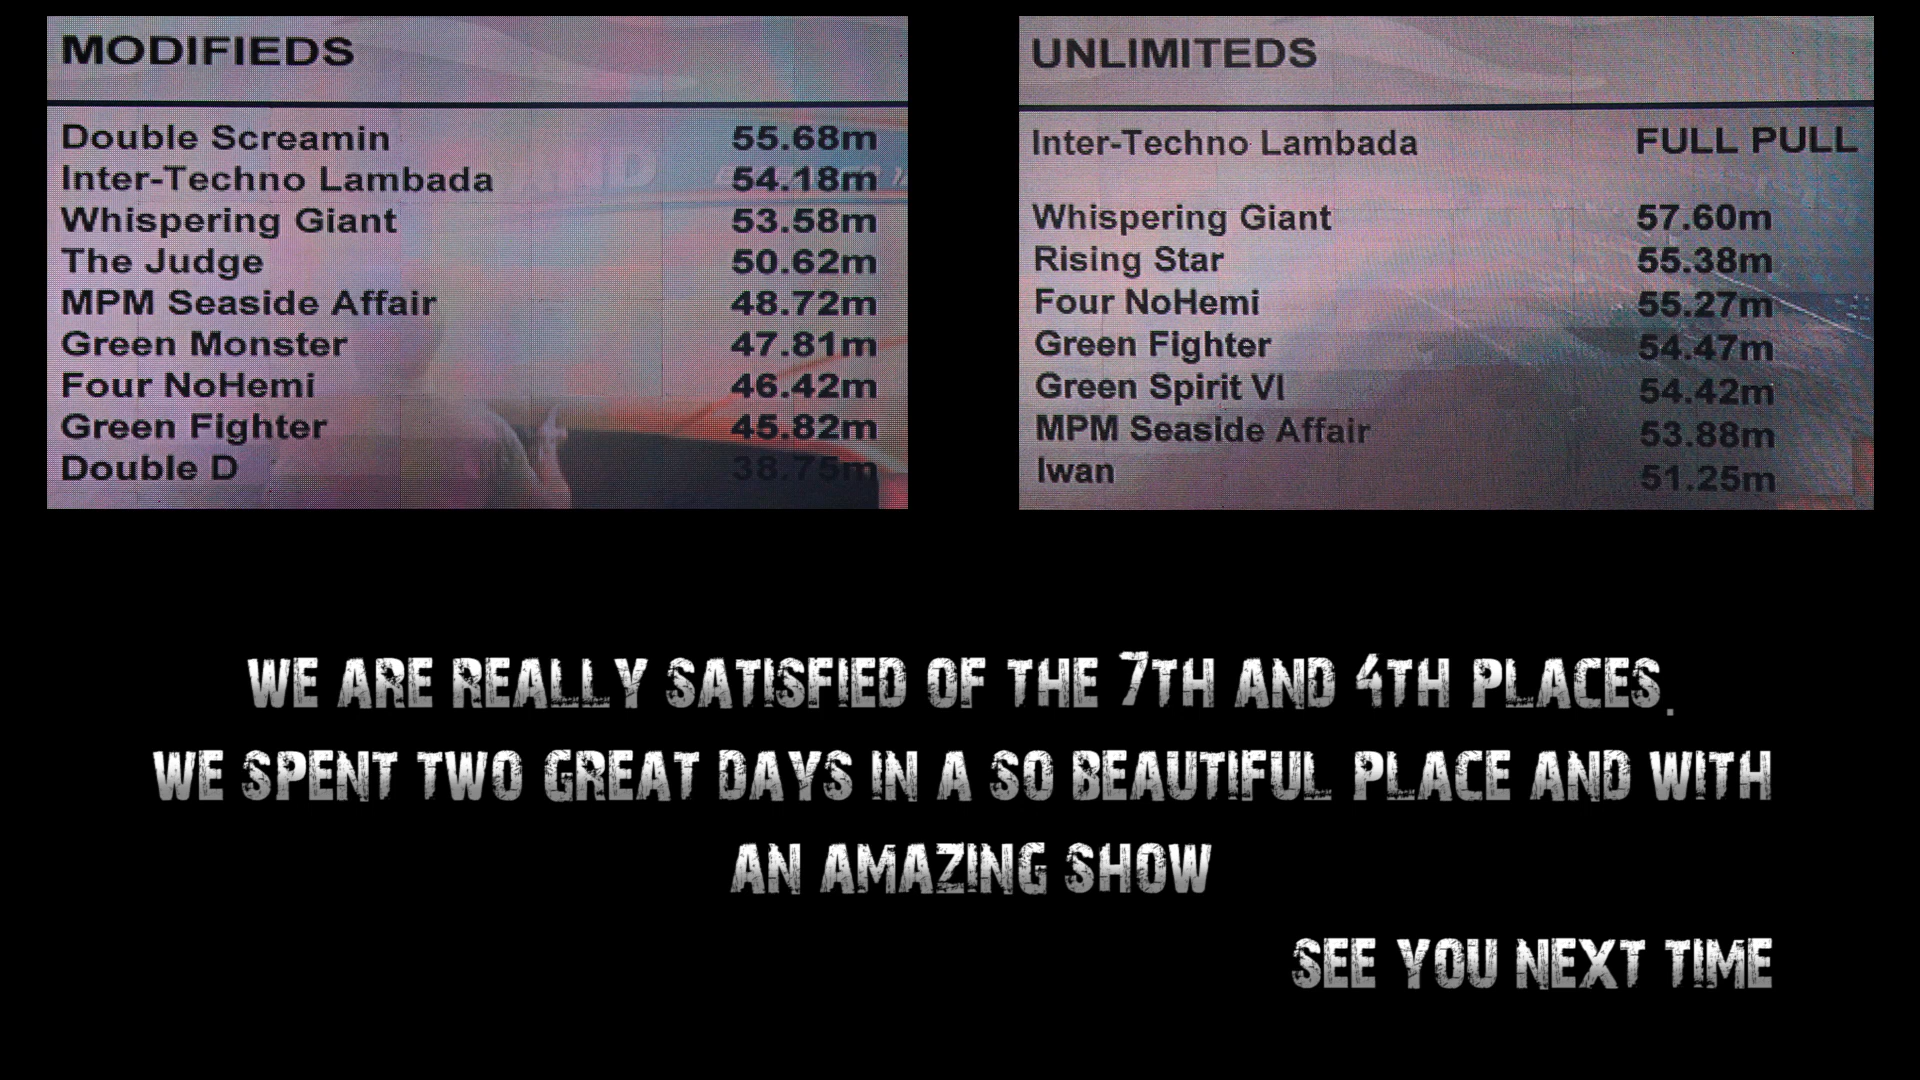 MODIFIEDS
Double Screamin 55.68m
Inter-Techno Lambada 54.18m
Whispering Giant 53.58m
The Judge 50.62m
MPM Seaside Affair 48.72m
Green Monster 47.81m
Four NoHemi 46.42m
Green Fighter 45.82m
Double D 38.75m
UNLIMITEDS
Inter-Techno Lambada FULL PULL
Whispering Giant 57.60m
Rising Star 55.38m
Four NoHemi 55.27m
Green Fighter 54.47m
Green Spirit VI 54.42m
MPM Seaside Affair 53.88m
Iwan 51.25m
WE ARE REALLY SATISFIED OF THE 7TH AND 4TH PLACES.
WE SPENT TWO GREAT DAYS IN A SO BEAUTIFUL PLACE AND WITH
AN AMAZING SHOW
SEE YOU NEXT TIME